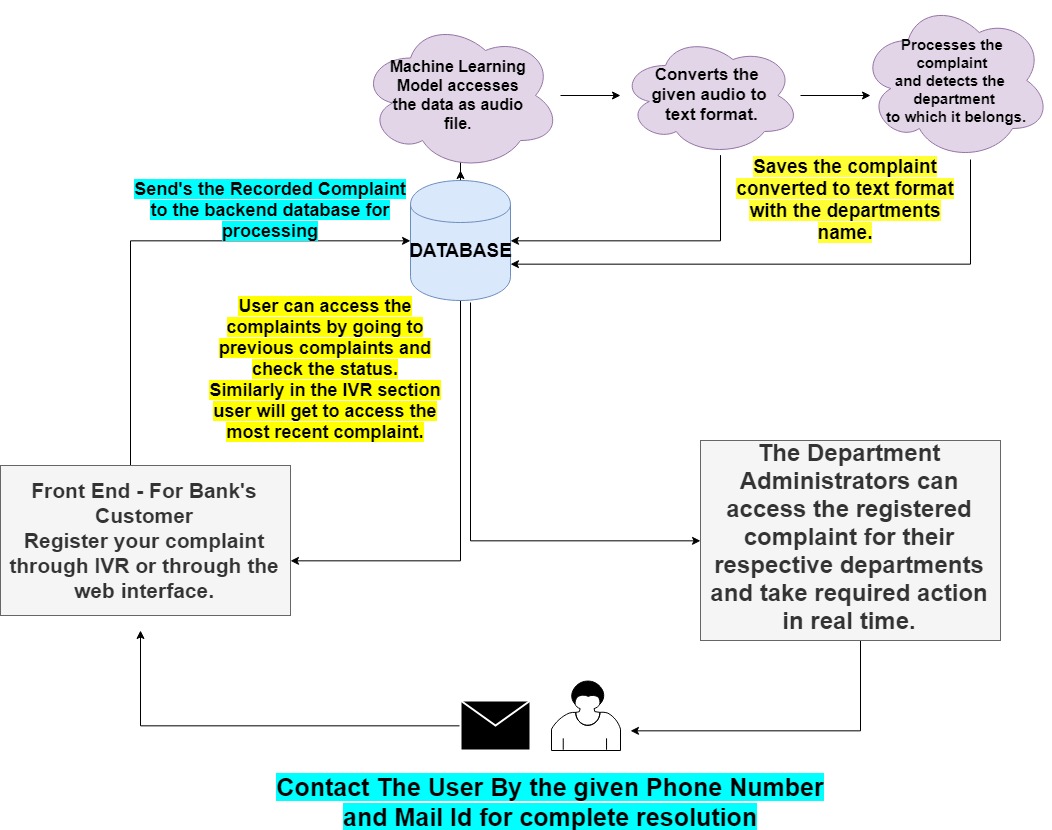 Machine Learning
Model accesses
the data as audio
file.
Converts the
given audio to
text format.
Processes the
complaint
and detects the
department
to which it belongs.
Send's the Recorded Complaint
to the backend database for
processing
Saves the complaint
converted to text format
with the departments
name.
DATABASE
User can access the
complaints by going to
previous complaints and
check the status.
Similarly in the IVR section
user will get to access the
most recent complaint.
Front End - For Bank's
Customer
Register your complaint
through IVR or through the
web interface.
The Department
Administrators can
access the registered
complaint for their
respective departments
and take required action
in real time.
Contact The User By the given Phone Number
and Mail Id for complete resolution